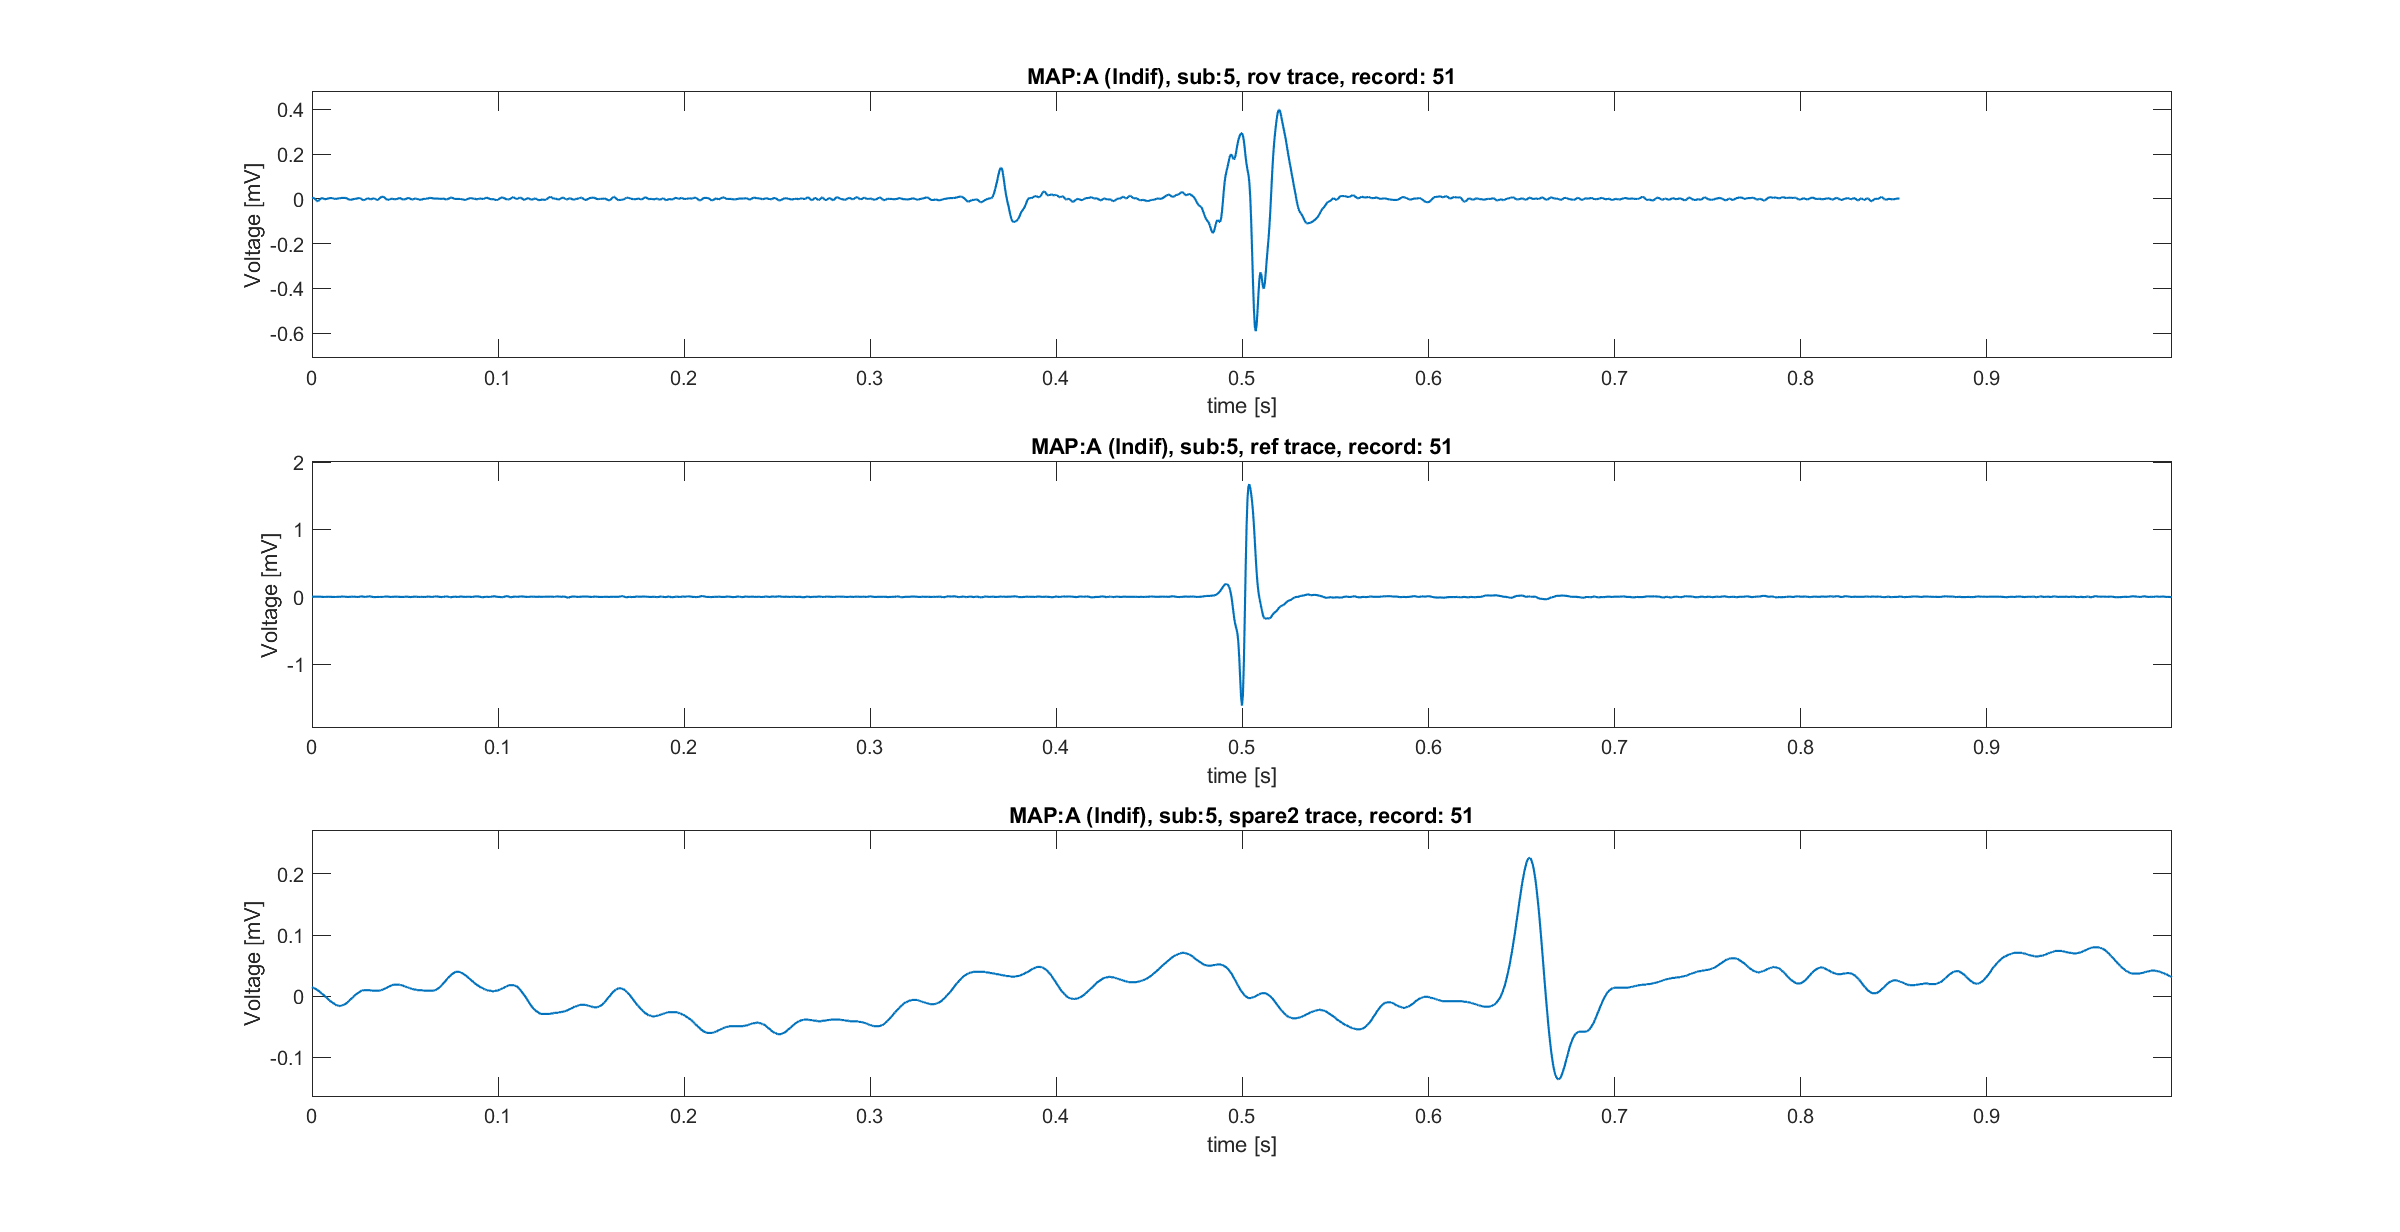 MAP:A (Indif), sub:5, rov trace, record: 51
0.4
0.2
0
-0.2
-0.4
-0.6
Voltage [mV]
0 0.1 0.2 0.3 0.4 0.5 0.6 0.7 0.8 0.9
time [s]
MAP:A (Indif), sub:5, ref trace, record: 51
2
1
0
-1
Voltage [mV]
0 0.1 0.2 0.3 0.4 0.5 0.6 0.7 0.8 0.9
time [s]
MAP:A (Indif), sub:5, spare2 trace, record: 51
0.2
0.1
0
-0.1
Voltage [mV]
0 0.1 0.2 0.3 0.4 0.5 0.6 0.7 0.8 0.9
time [s]